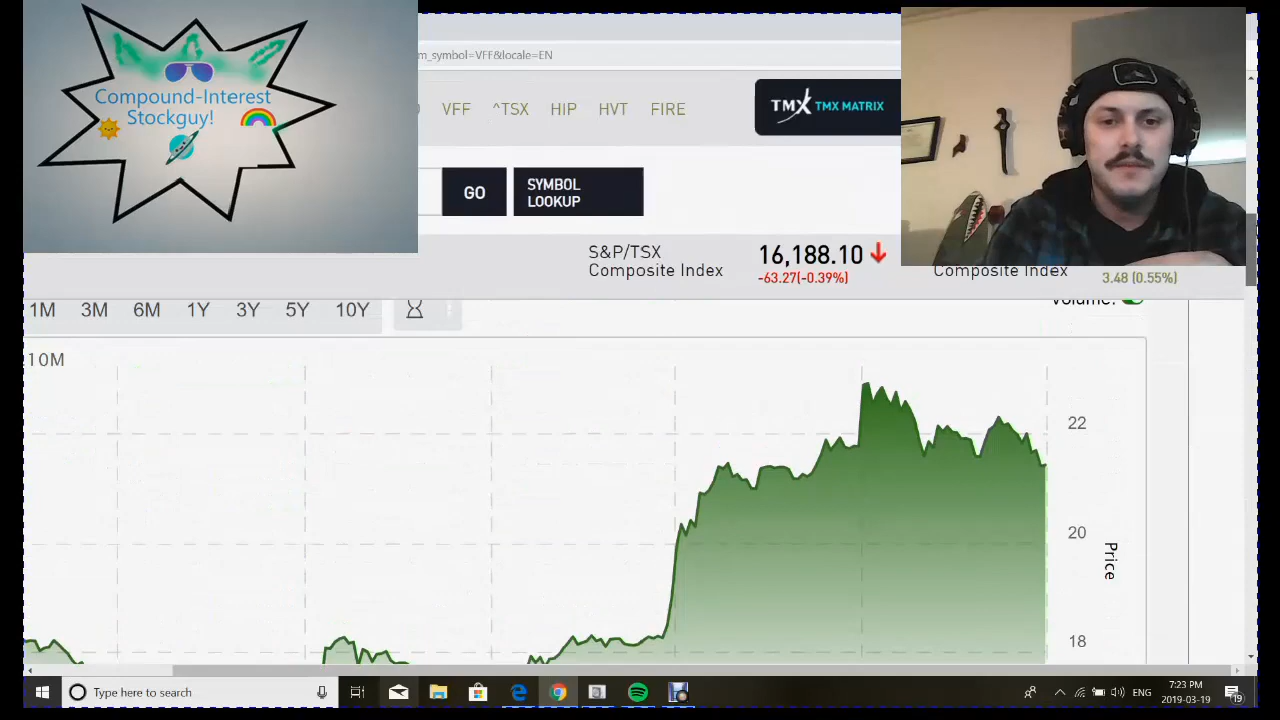 Compound-Interest
Stockguy!
m_symbol=VFF&locale=EN
VFF ^TSX HIP HVT FIRE
TMX TMX MATRIX
GO
SYMBOL
LOOKUP
S&P/TSX
Composite Index
16,188.10
-63.27(-0.39%)
Composite Index
3.48 (0.55%)
1M 3M 6M 1Y 3Y 5Y 10Y
Volume:
10M
22
20
18
Price
Type here to search
ENG
7:23 PM
2019-03-19
19